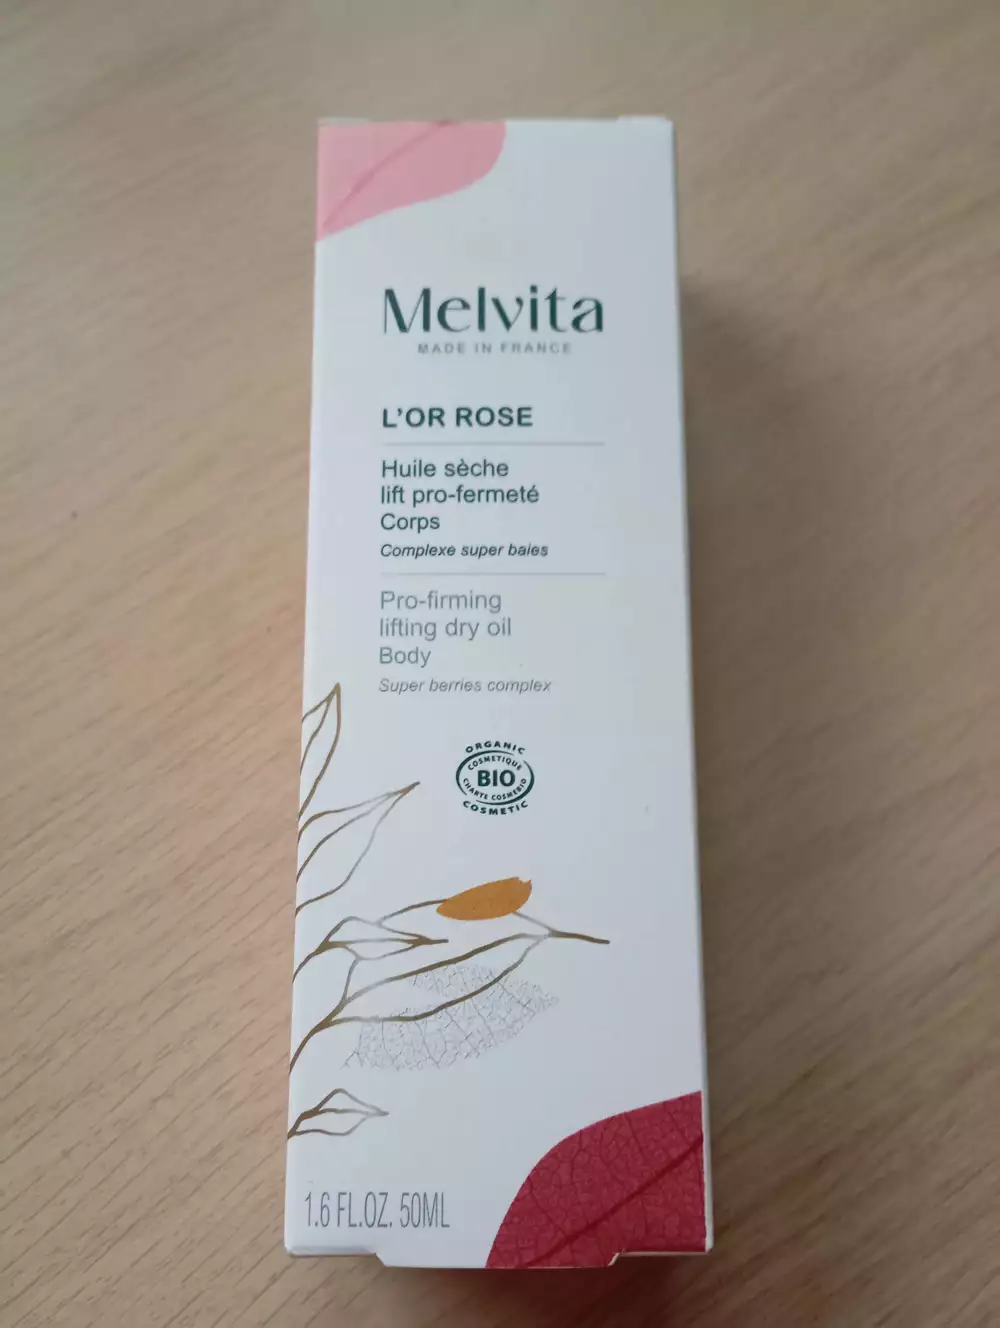 Melvita
MADE IN FRANCE
L'OR ROSE
Huile sèche
lift pro-fermeté
Corps
Complexe super baies
Pro-firming
lifting dry oil
Body
Super berries complex
ORGANIC
COSMETIQUE
BIO
CHARTE COSMEBIO
COSMETIC
1.6 FL.OZ. 50ML